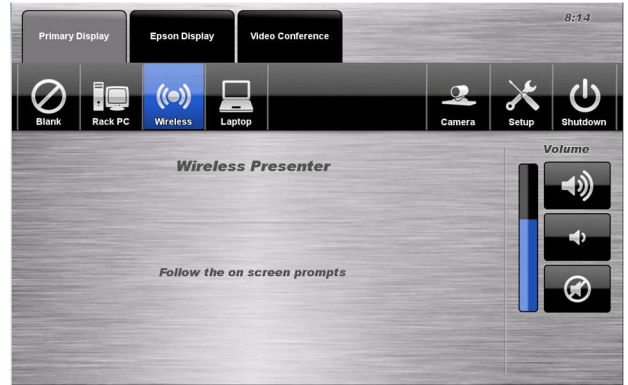 8:14
Primary Display
Epson Display
Video Conference
Blank
Rack PC
Wireless
Laptop
Camera
Setup
Shutdown
Wireless Presenter
Volume
Follow the on screen prompts